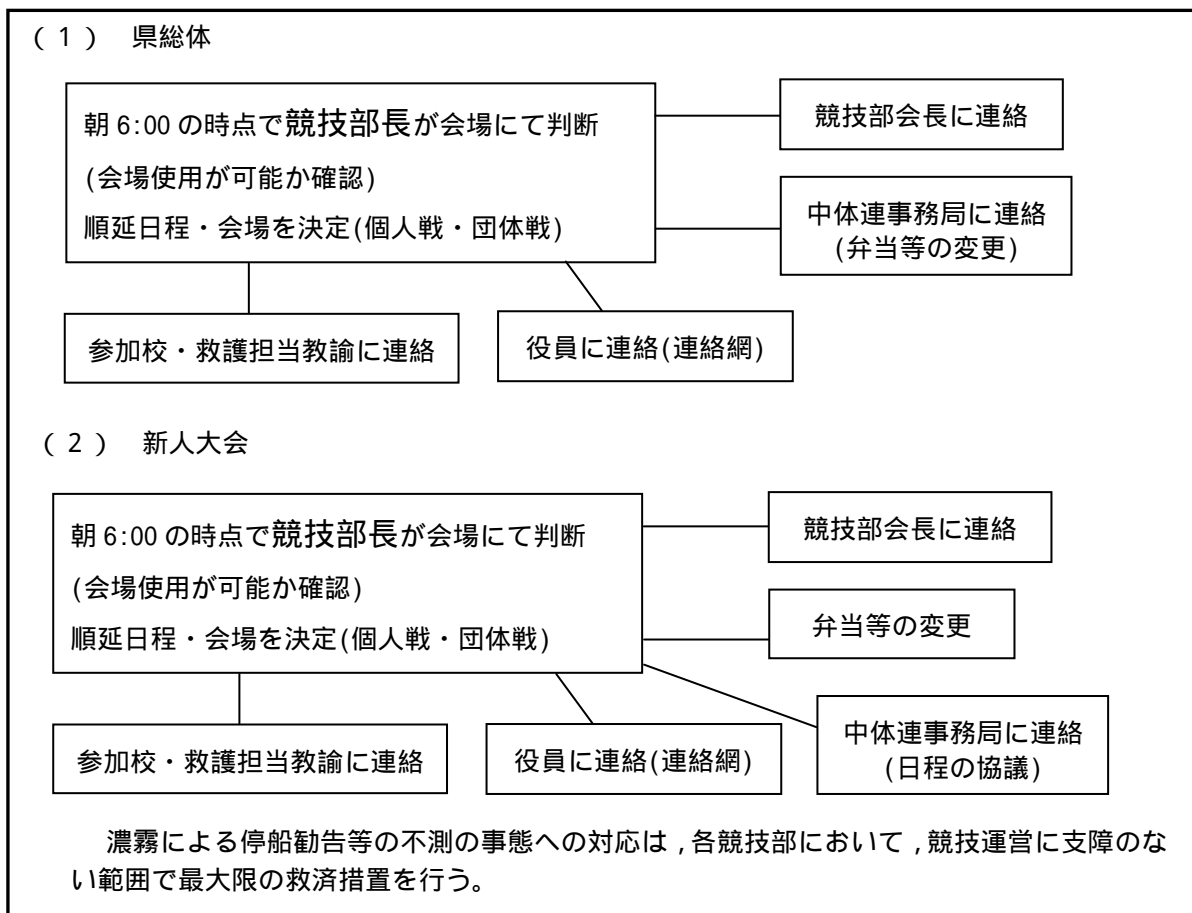 (1) 県総体
朝 6:00 の時点で競技部長が会場にて判断
(会場使用が可能か確認)
順延日程・会場を決定(個人戦・団体戦)
競技部会長に連絡
中体連事務局に連絡
(弁当等の変更)
参加校・救護担当教諭に連絡
役員に連絡(連絡網)
(2) 新人大会
朝 6:00 の時点で競技部長が会場にて判断
(会場使用が可能か確認)
順延日程・会場を決定(個人戦・団体戦)
競技部会長に連絡
弁当等の変更
中体連事務局に連絡
(日程の協議)
参加校・救護担当教諭に連絡
役員に連絡(連絡網)
濃霧による停船勧告等の不測の事態への対応は,各競技部において,競技運営に支障のな
い範囲で最大限の救済措置を行う。